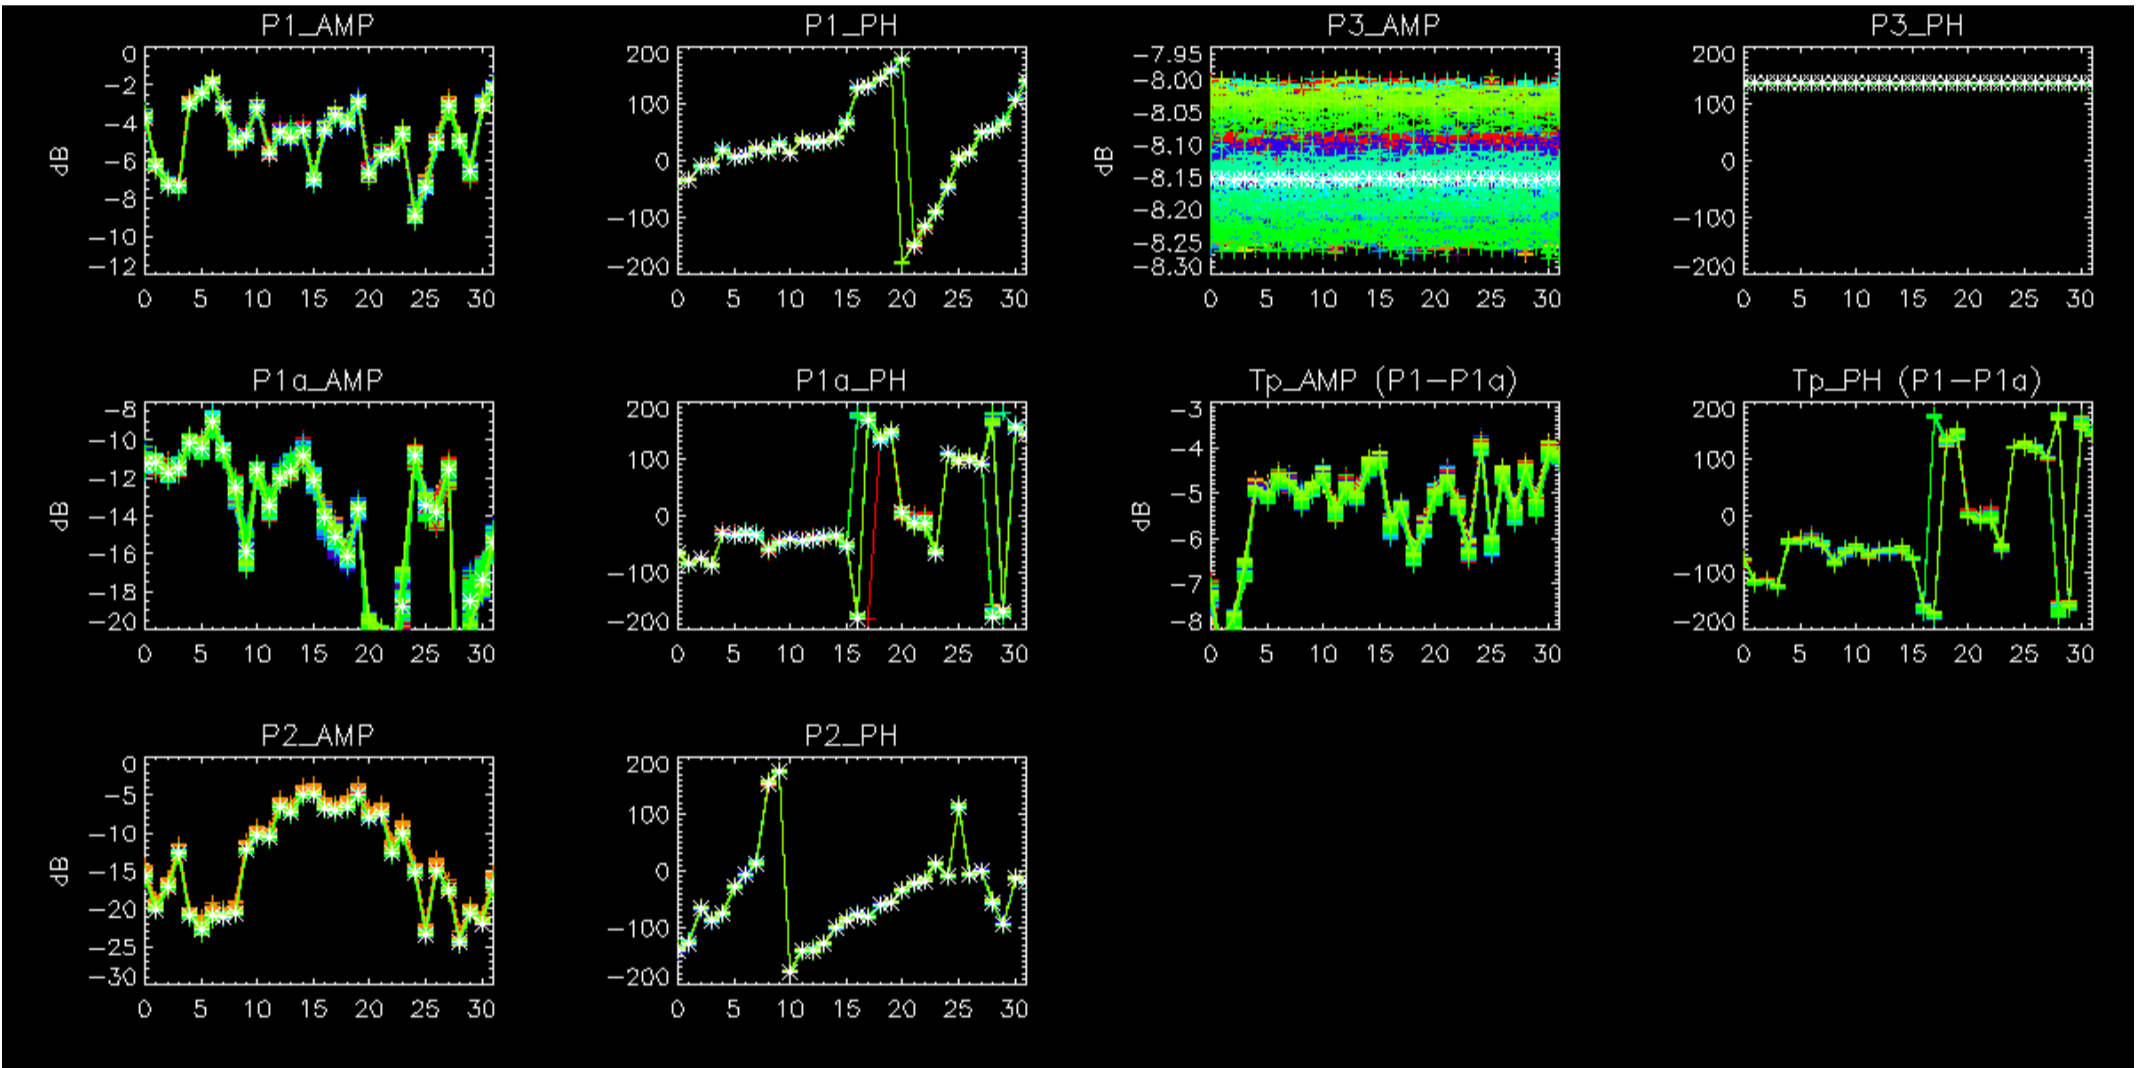 P1_AMP P1_PH P3_AMP P3_PH
dB 0 −2 −4 −6 −8 −10 −12
0 5 10 15 20 25 30
200 100 0 −100 −200
0 5 10 15 20 25 30
dB −7.95 −8.00 −8.05 −8.10 −8.15 −8.20 −8.25 −8.30
0 5 10 15 20 25 30
200 100 0 −100 −200
0 5 10 15 20 25 30
P1a_AMP P1a_PH Tp_AMP (P1−P1a) Tp_PH (P1−P1a)
dB −8 −10 −12 −14 −16 −18 −20
0 5 10 15 20 25 30
200 100 0 −100 −200
0 5 10 15 20 25 30
dB −3 −4 −5 −6 −7 −8
0 5 10 15 20 25 30
200 100 0 −100 −200
0 5 10 15 20 25 30
P2_AMP P2_PH
dB 0 −5 −10 −15 −20 −25 −30
0 5 10 15 20 25 30
200 100 0 −100 −200
0 5 10 15 20 25 30